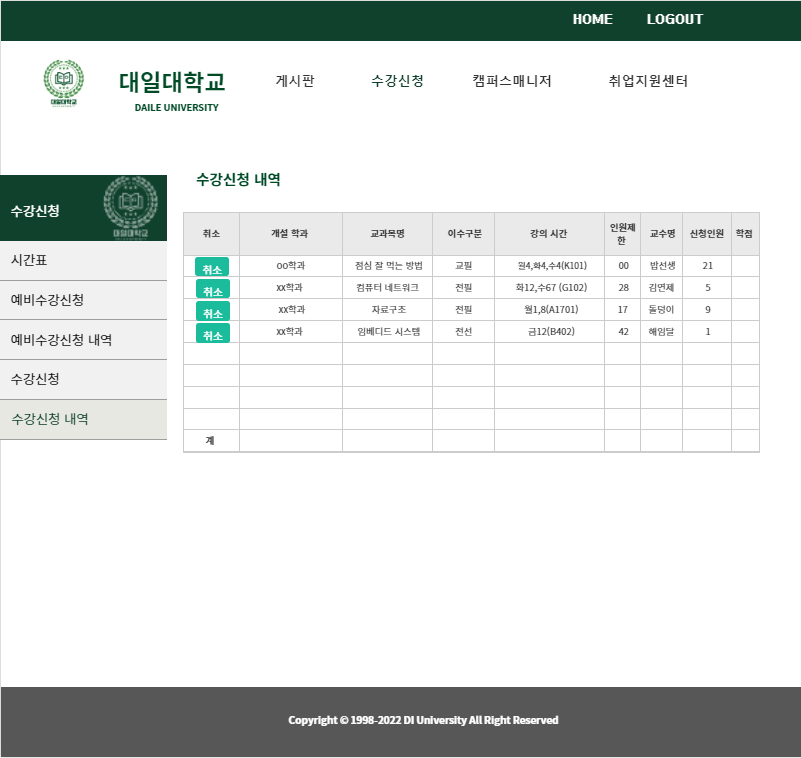 HOME LOGOUT
대일대학교
대일대학교 게시판 수강신청 캠퍼스매니저 취업지원센터
DAILE UNIVERSITY
수강신청 내역
수강신청
대일대학교
시간표
예비수강신청
예비수강신청 내역
수강신청
수강신청 내역
취소 개설 학과 교과목명 이수구분 강의 시간 인원제한 교수명 신청인원 학점
취소 oo학과 점심 잘 먹는 방법 교필 월4,화4,수4(K101) 00 밥선생 21
취소 xx학과 컴퓨터 네트워크 전필 화12,수67 (G102) 28 김연제 5
취소 xx학과 자료구조 전필 월1,8(A1701) 17 돌덩이 9
취소 xx학과 임베디드 시스템 전선 금12(B402) 42 해임달 1
계
Copyright © 1998-2022 DI University All Right Reserved